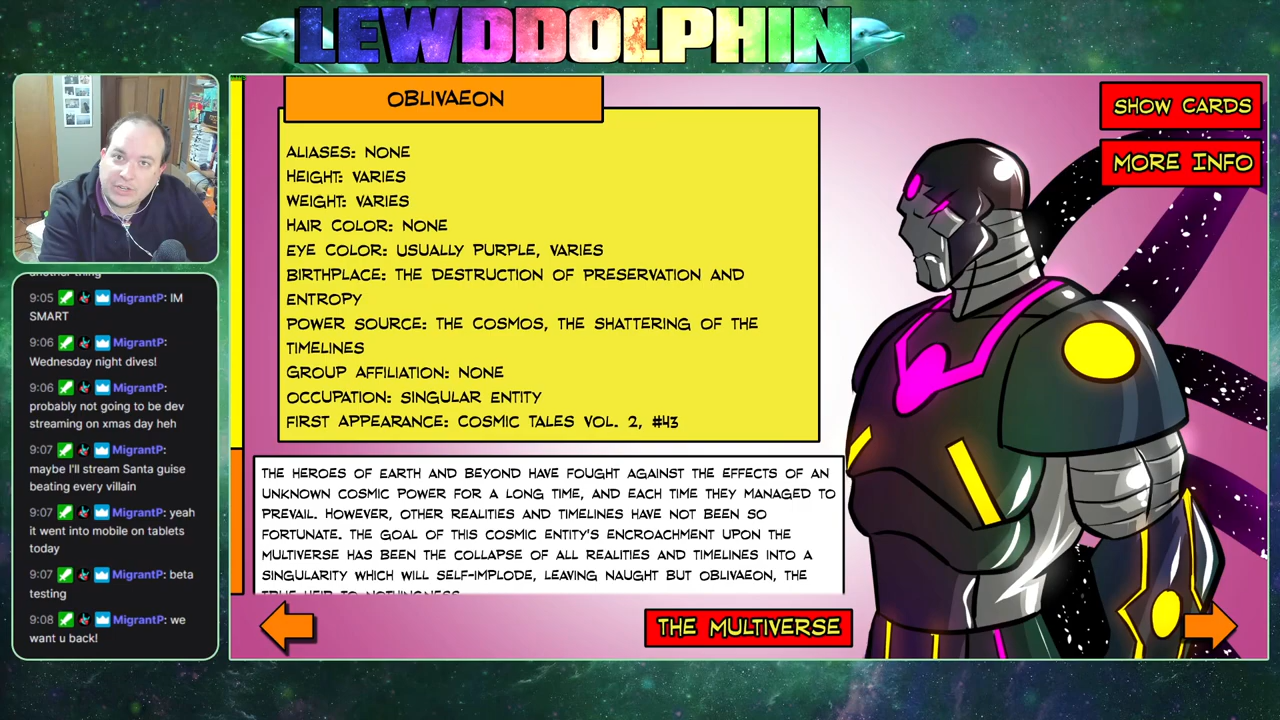 LEWDDOLPHIN
OBLIVAEON
SHOW CARDS
MORE INFO
ALIASES: NONE
HEIGHT: VARIES
WEIGHT: VARIES
HAIR COLOR: NONE
EYE COLOR: USUALLY PURPLE, VARIES
BIRTHPLACE: THE DESTRUCTION OF PRESERVATION AND
ENTROPY
POWER SOURCE: THE COSMOS, THE SHATTERING OF THE
TIMELINES
GROUP AFFILIATION: NONE
OCCUPATION: SINGULAR ENTITY
FIRST APPEARANCE: COSMIC TALES VOL. 2, #43
THE HEROES OF EARTH AND BEYOND HAVE FOUGHT AGAINST THE EFFECTS OF AN
UNKNOWN COSMIC POWER FOR A LONG TIME, AND EACH TIME THEY MANAGED TO
PREVAIL. HOWEVER, OTHER REALITIES AND TIMELINES HAVE NOT BEEN SO
FORTUNATE. THE GOAL OF THIS COSMIC ENTITY'S ENCROACHMENT UPON THE
MULTIVERSE HAS BEEN THE COLLAPSE OF ALL REALITIES AND TIMELINES INTO A
SINGULARITY WHICH WILL SELF-IMPLODE, LEAVING NAUGHT BUT OBLIVAEON, THE
TRUE HEIR TO NOTHINGNESS
THE MULTIVERSE
another thing
9:05 MigrantP: IM
SMART
9:06 MigrantP:
Wednesday night dives!
9:06 MigrantP:
probably not going to be dev
streaming on xmas day heh
9:07 MigrantP:
maybe I'll stream Santa guise
beating every villain
9:07 MigrantP: yeah
it went into mobile on tablets
today
9:07 MigrantP: beta
testing
9:08 MigrantP: we
want u back!